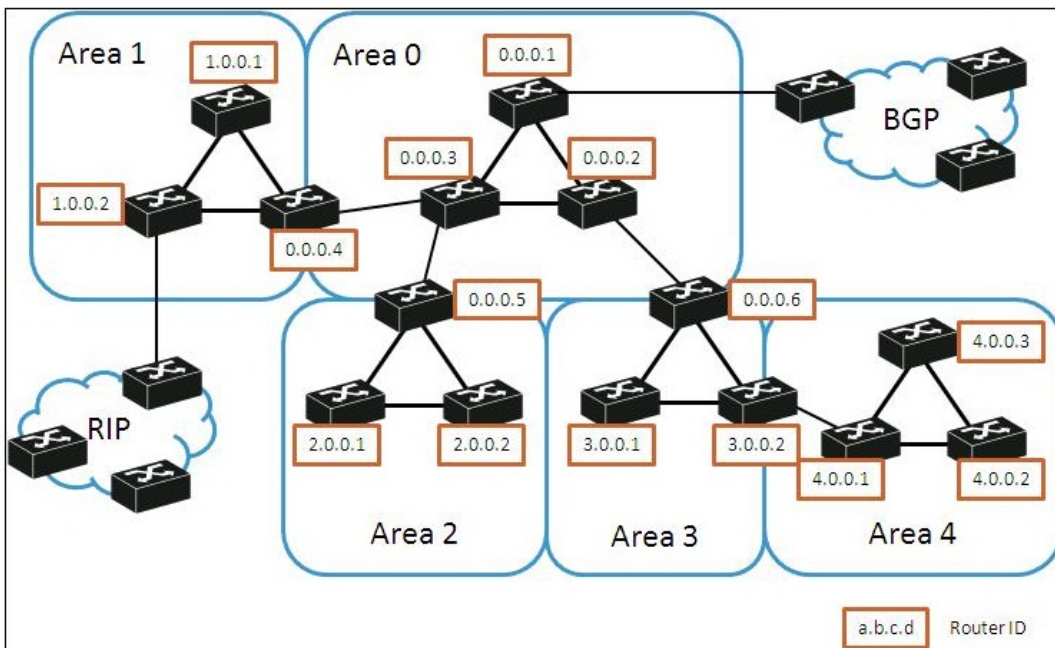 Area 1
1.0.0.1
Area 0
0.0.0.1
BGP
0.0.0.3
0.0.0.2
1.0.0.2
0.0.0.4
0.0.0.5
0.0.0.6
4.0.0.3
RIP
2.0.0.1
2.0.0.2
3.0.0.1
3.0.0.2
4.0.0.1
4.0.0.2
Area 2
Area 3
Area 4
a.b.c.d Router ID